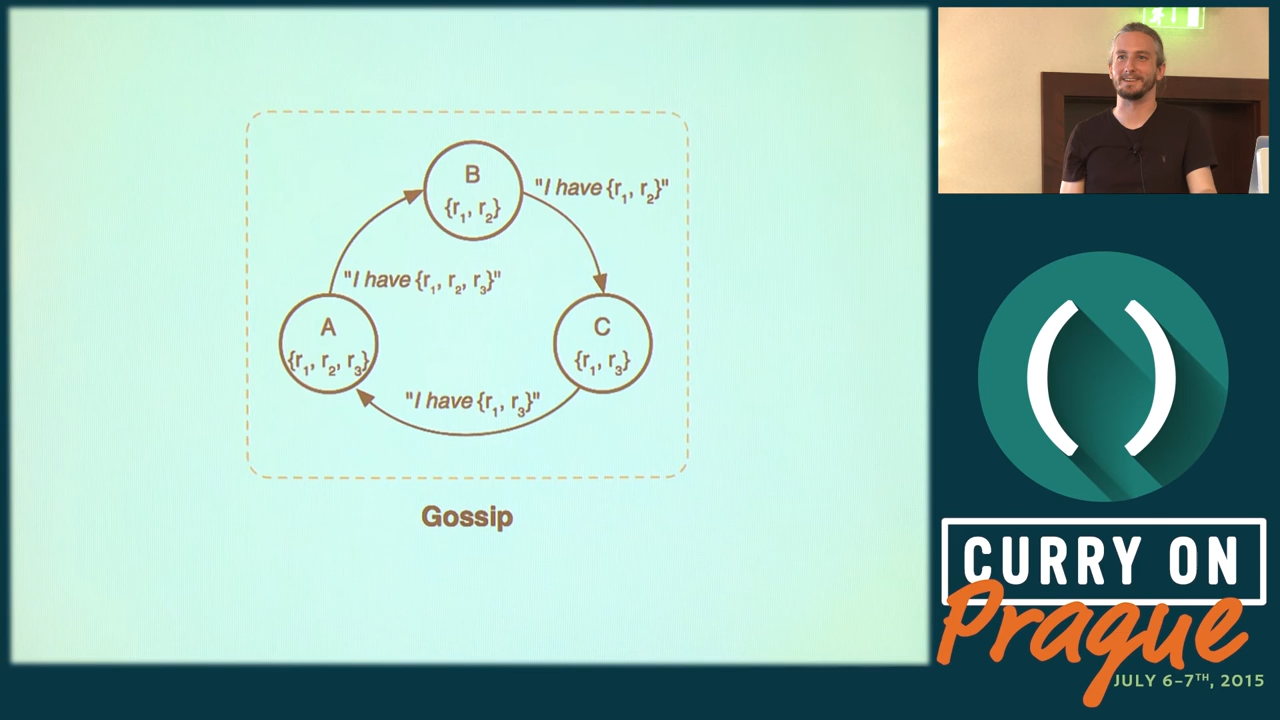 B
{r₁, r₂}
"I have {r₁, r₂}"
"I have {r₁, r₂, r₃}"
A
{r₁, r₂, r₃}
C
{r₁, r₃}
"I have {r₁, r₃}"
Gossip
( )
CURRY ON
Prague
JULY 6-7TH, 2015